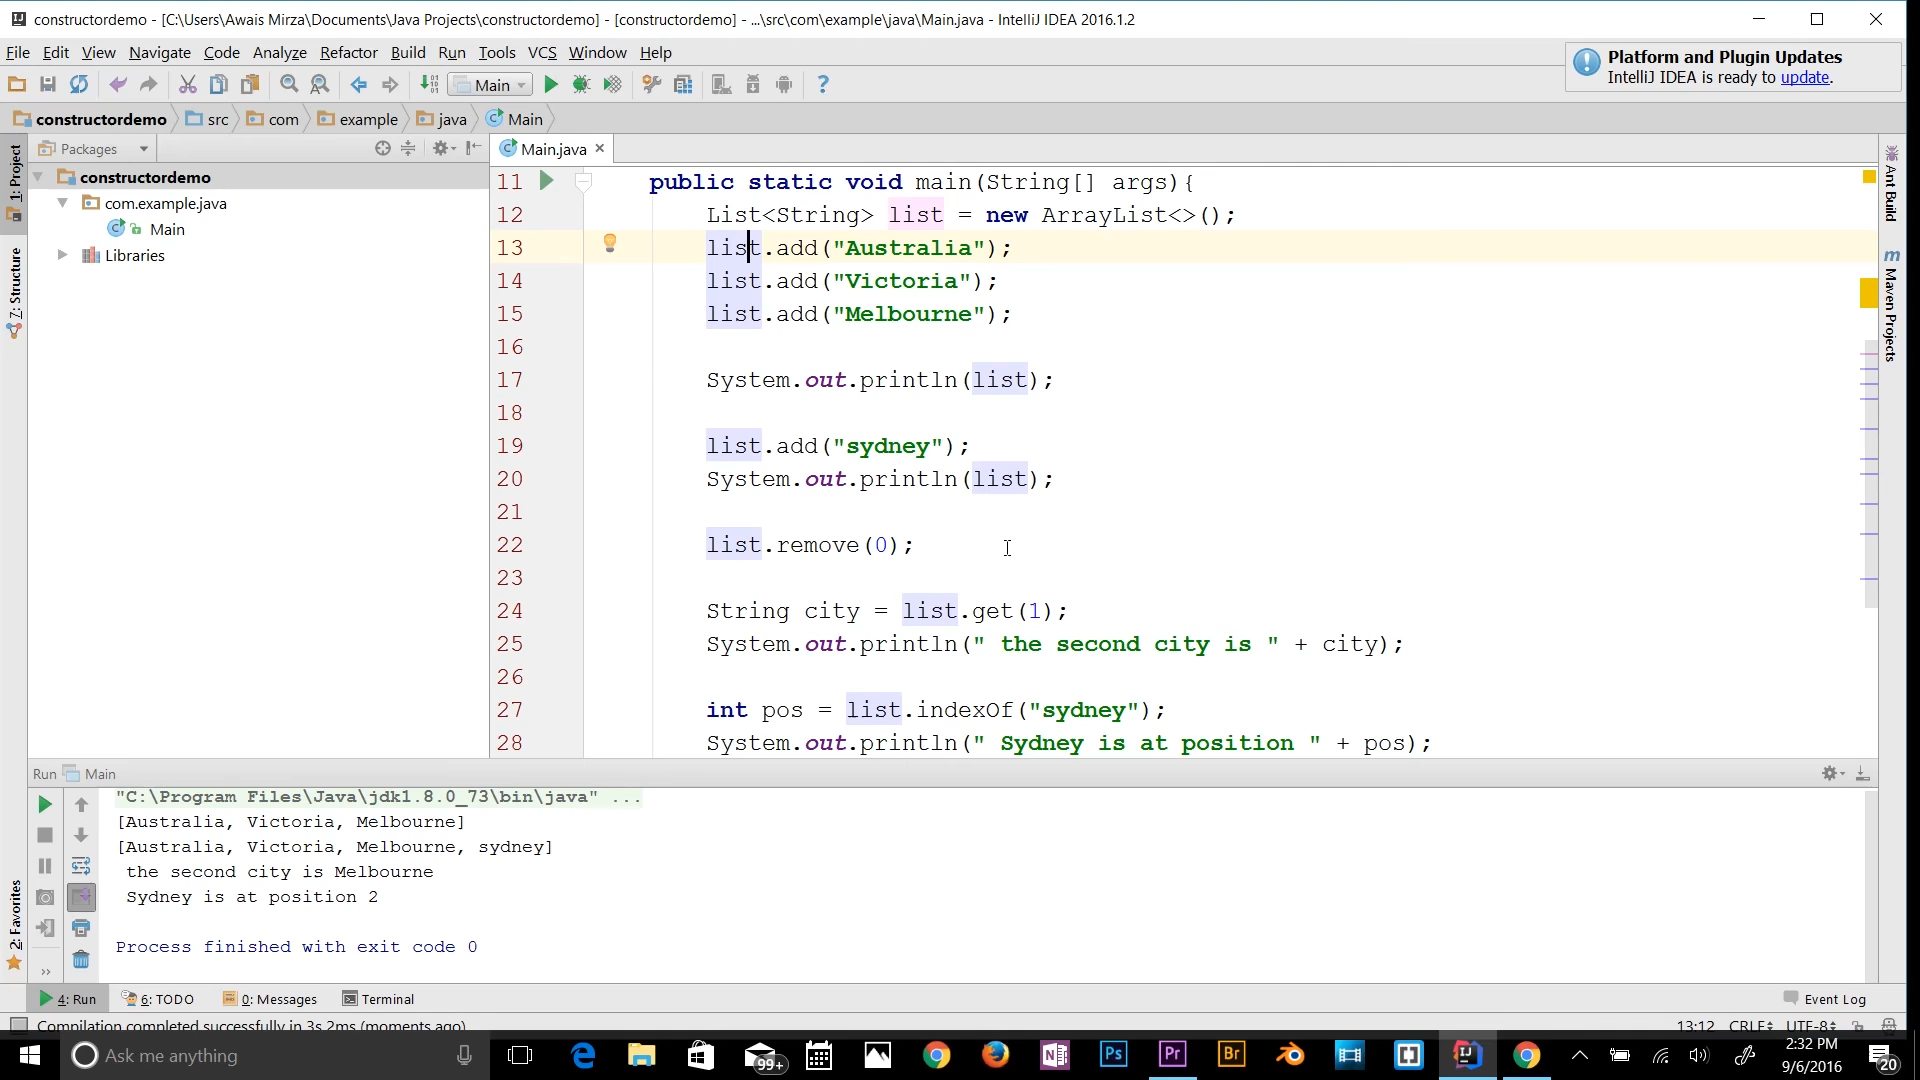 constructordemo - [C:\Users\Awais Mirza\Documents\Java Projects\constructordemo] - [constructordemo] - ...\src\com\example\java\Main.java - IntelliJ IDEA 2016.1.2
File Edit View Navigate Code Analyze Refactor Build Run Tools VCS Window Help
Platform and Plugin Updates
IntelliJ IDEA is ready to update.
Main
constructordemo src com example java Main
Packages
Main.java
1: Project
7: Structure
2: Favorites
Ant Build
Maven Projects
constructordemo
com.example.java
Main
Libraries
11 public static void main(String[] args){
12 List<String> list = new ArrayList<>();
13 list.add("Australia");
14 list.add("Victoria");
15 list.add("Melbourne");
16
17 System.out.println(list);
18
19 list.add("sydney");
20 System.out.println(list);
21
22 list.remove(0);
23
24 String city = list.get(1);
25 System.out.println(" the second city is " + city);
26
27 int pos = list.indexOf("sydney");
28 System.out.println(" Sydney is at position " + pos);
Run Main
"C:\Program Files\Java\jdk1.8.0_73\bin\java" ...
[Australia, Victoria, Melbourne]
[Australia, Victoria, Melbourne, sydney]
the second city is Melbourne
Sydney is at position 2
Process finished with exit code 0
4: Run 6: TODO 0: Messages Terminal Event Log
Compilation completed successfully in 3s 2ms (moments ago)
13:12 CRLF UTF-8
Ask me anything
99+
Ps Pr Br
2:32 PM
9/6/2016
20